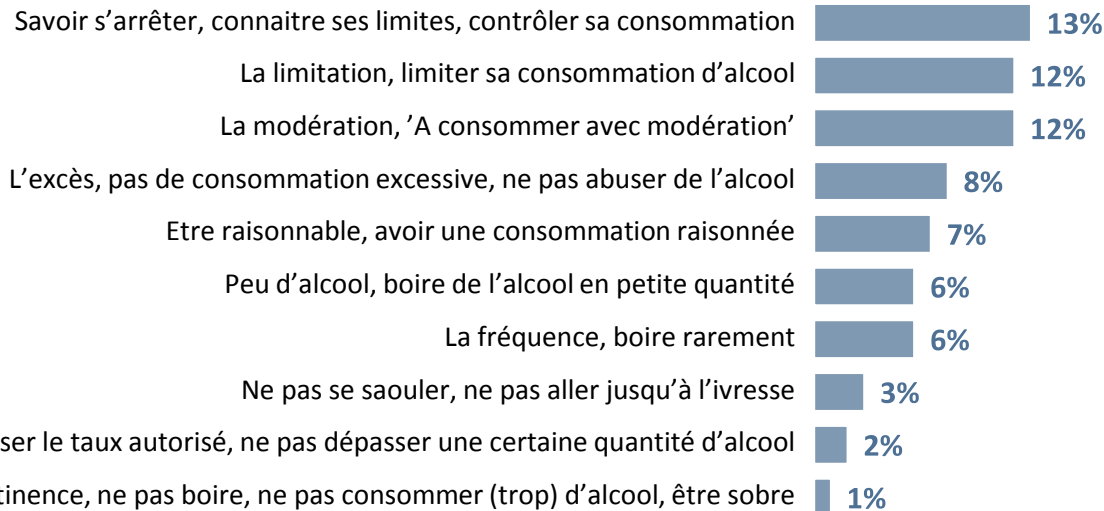 Savoir s’arrêter, connaitre ses limites, contrôler sa consommation 13%
La limitation, limiter sa consommation d’alcool 12%
La modération, ’A consommer avec modération’ 12%
L’excès, pas de consommation excessive, ne pas abuser de l’alcool 8%
Etre raisonnable, avoir une consommation raisonnée 7%
Peu d’alcool, boire de l’alcool en petite quantité 6%
La fréquence, boire rarement 6%
Ne pas se saouler, ne pas aller jusqu’à l’ivresse 3%
ser le taux autorisé, ne pas dépasser une certaine quantité d’alcool 2%
tinence, ne pas boire, ne pas consommer (trop) d’alcool, être sobre 1%